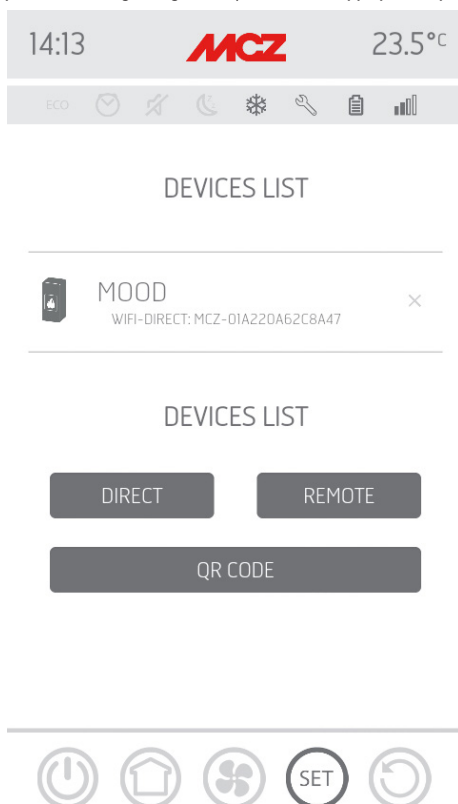 14:13 MCZ 23.5°C
ECO
DEVICES LIST
MOOD
WIFI-DIRECT: MCZ-01A220A62C8A47
DEVICES LIST
DIRECT REMOTE
QR CODE
SET